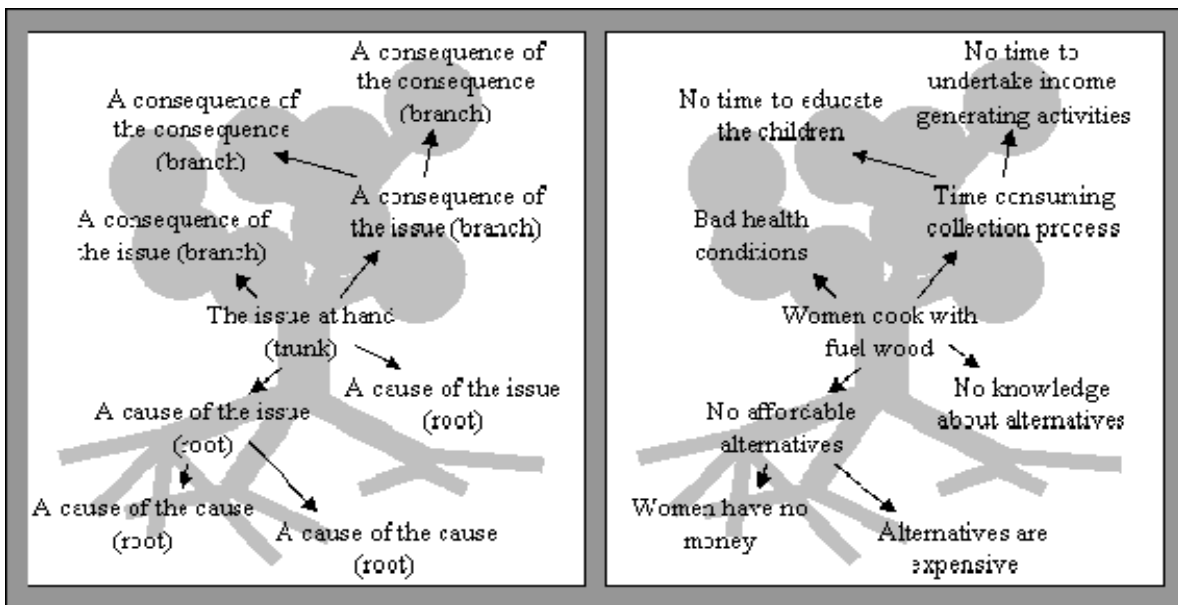 A consequence of
the consequence
(branch)
A consequence of
the consequence
(branch)
A consequence of
the issue (branch)
A consequence of
the issue (branch)
The issue at hand
(trunk)
A cause of the issue
(root)
A cause of the issue
(root)
A cause of the cause
(root)
A cause of the cause
(root)
No time to
undertake income
generating activities
No time to educate
the children
Time consuming
collection process
Bad health
conditions
Women cook with
fuel wood
No knowledge
about alternatives
No affordable
alternatives
Women have no
money
Alternatives are
expensive